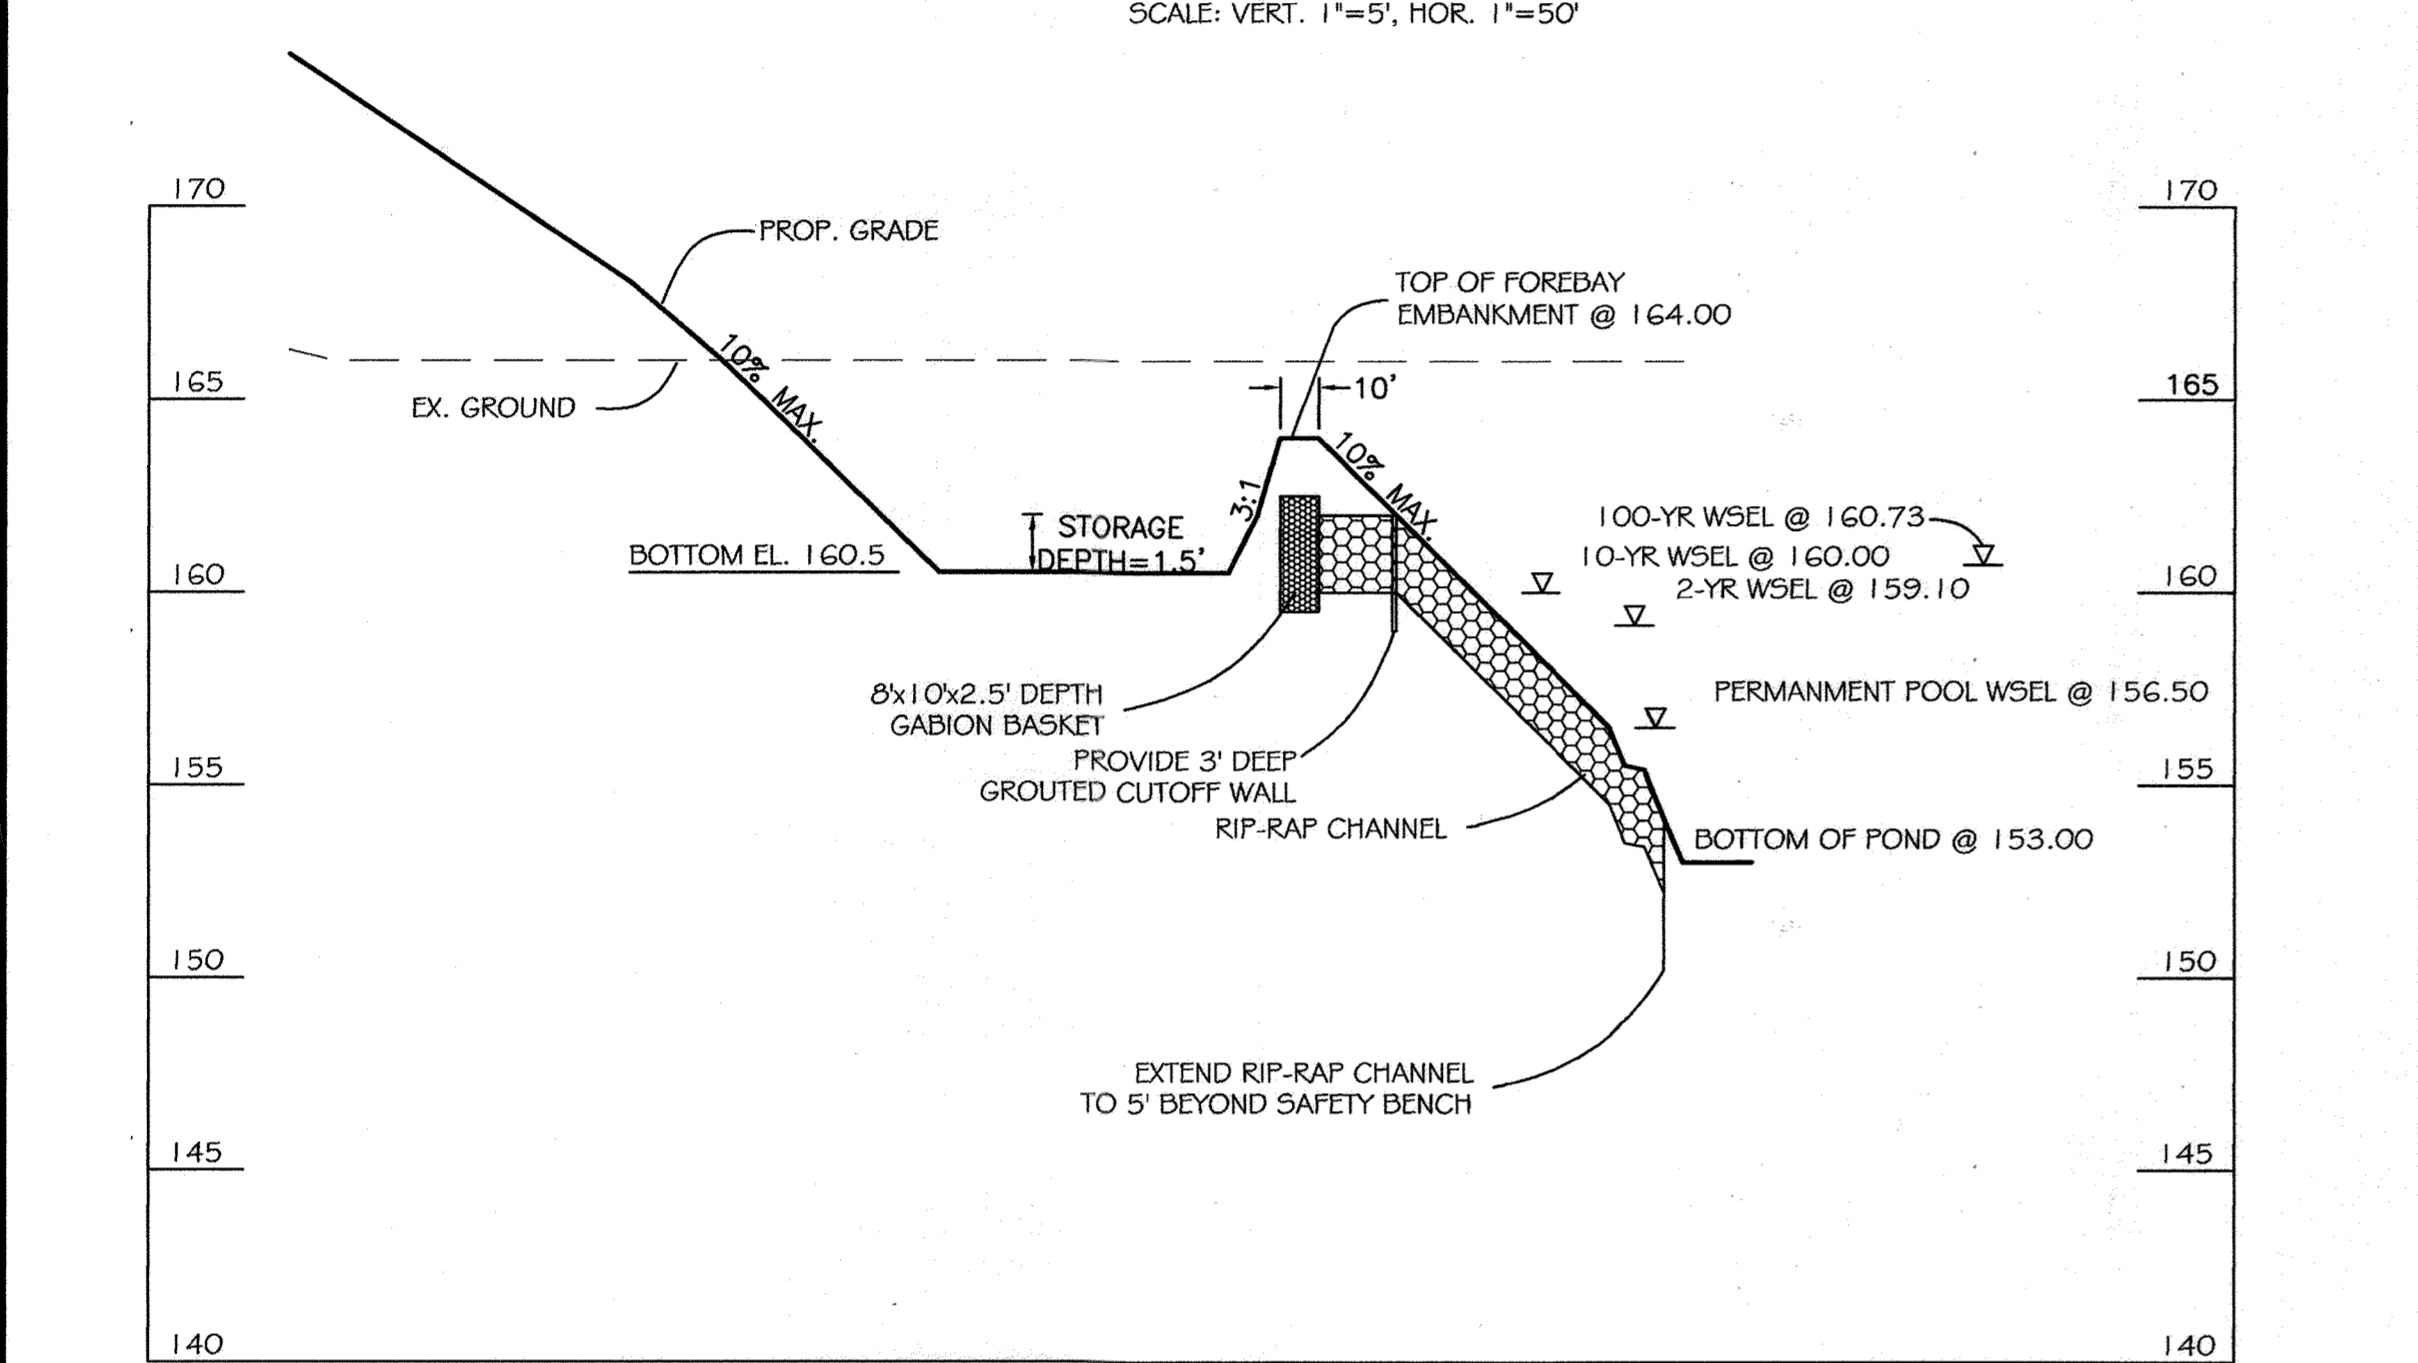 SCALE: VERT. 1"=5', HOR. 1"=50'
170
170
PROP. GRADE
TOP OF FOREBAY
EMBANKMENT @ 164.00
10% MAX.
165
165
EX. GROUND
10'
10% MAX.
3:1
STORAGE
DEPTH=1.5'
BOTTOM EL. 160.5
100-YR WSEL @ 160.73
10-YR WSEL @ 160.00
2-YR WSEL @ 159.10
160
160
8'x10'x2.5' DEPTH
GABION BASKET
PERMANMENT POOL WSEL @ 156.50
PROVIDE 3' DEEP
GROUTED CUTOFF WALL
155
155
RIP-RAP CHANNEL
BOTTOM OF POND @ 153.00
150
150
EXTEND RIP-RAP CHANNEL
TO 5' BEYOND SAFETY BENCH
145
145
140
140